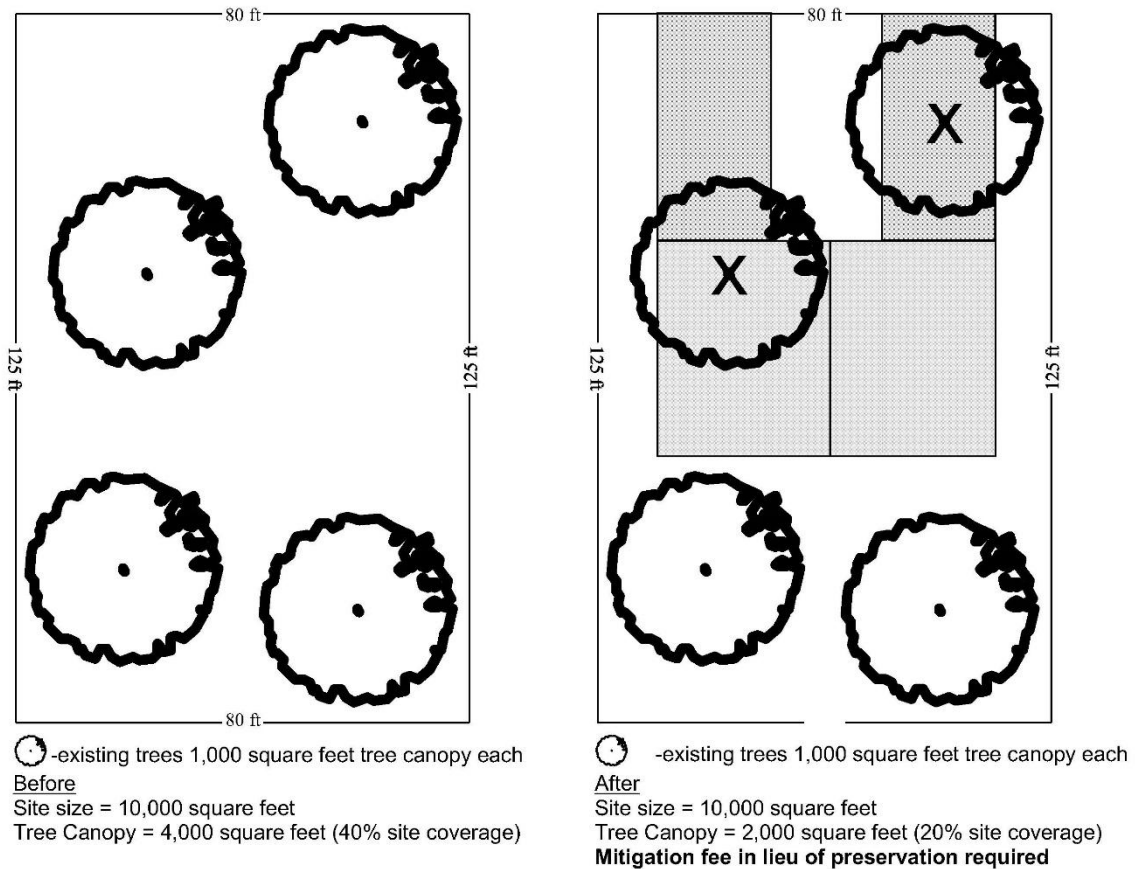 80 ft
125 ft
125 ft
80 ft
-existing trees 1,000 square feet tree canopy each
Before
Site size = 10,000 square feet
Tree Canopy = 4,000 square feet (40% site coverage)
80 ft
X
X
125 ft
125 ft
-existing trees 1,000 square feet tree canopy each
After
Site size = 10,000 square feet
Tree Canopy = 2,000 square feet (20% site coverage)
Mitigation fee in lieu of preservation required